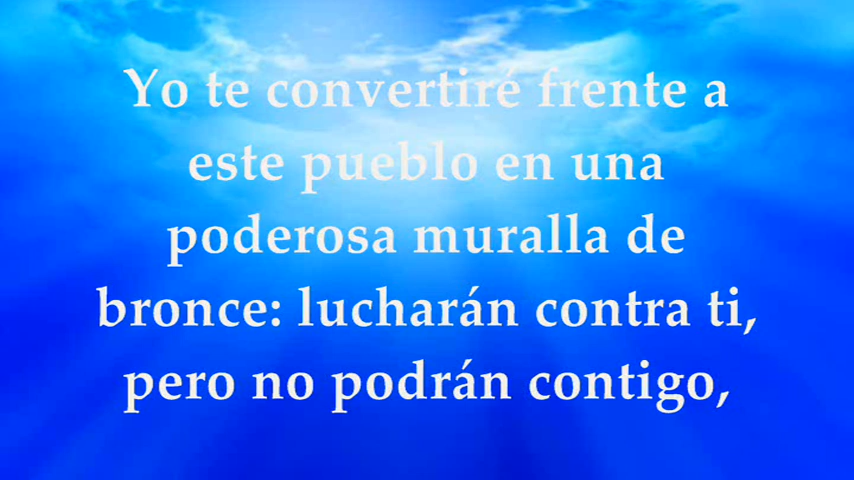 Yo te convertiré frente a
este pueblo en una
poderosa muralla de
bronce: lucharán contra ti,
pero no podrán contigo,